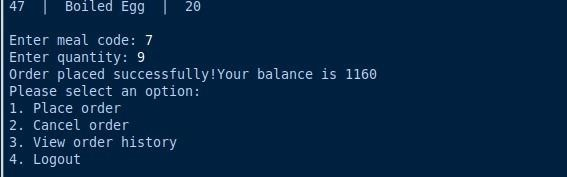 47  |  Boiled Egg  |  20

Enter meal code: 7
Enter quantity: 9
Order placed successfully!Your balance is 1160
Please select an option:
1. Place order
2. Cancel order
3. View order history
4. Logout